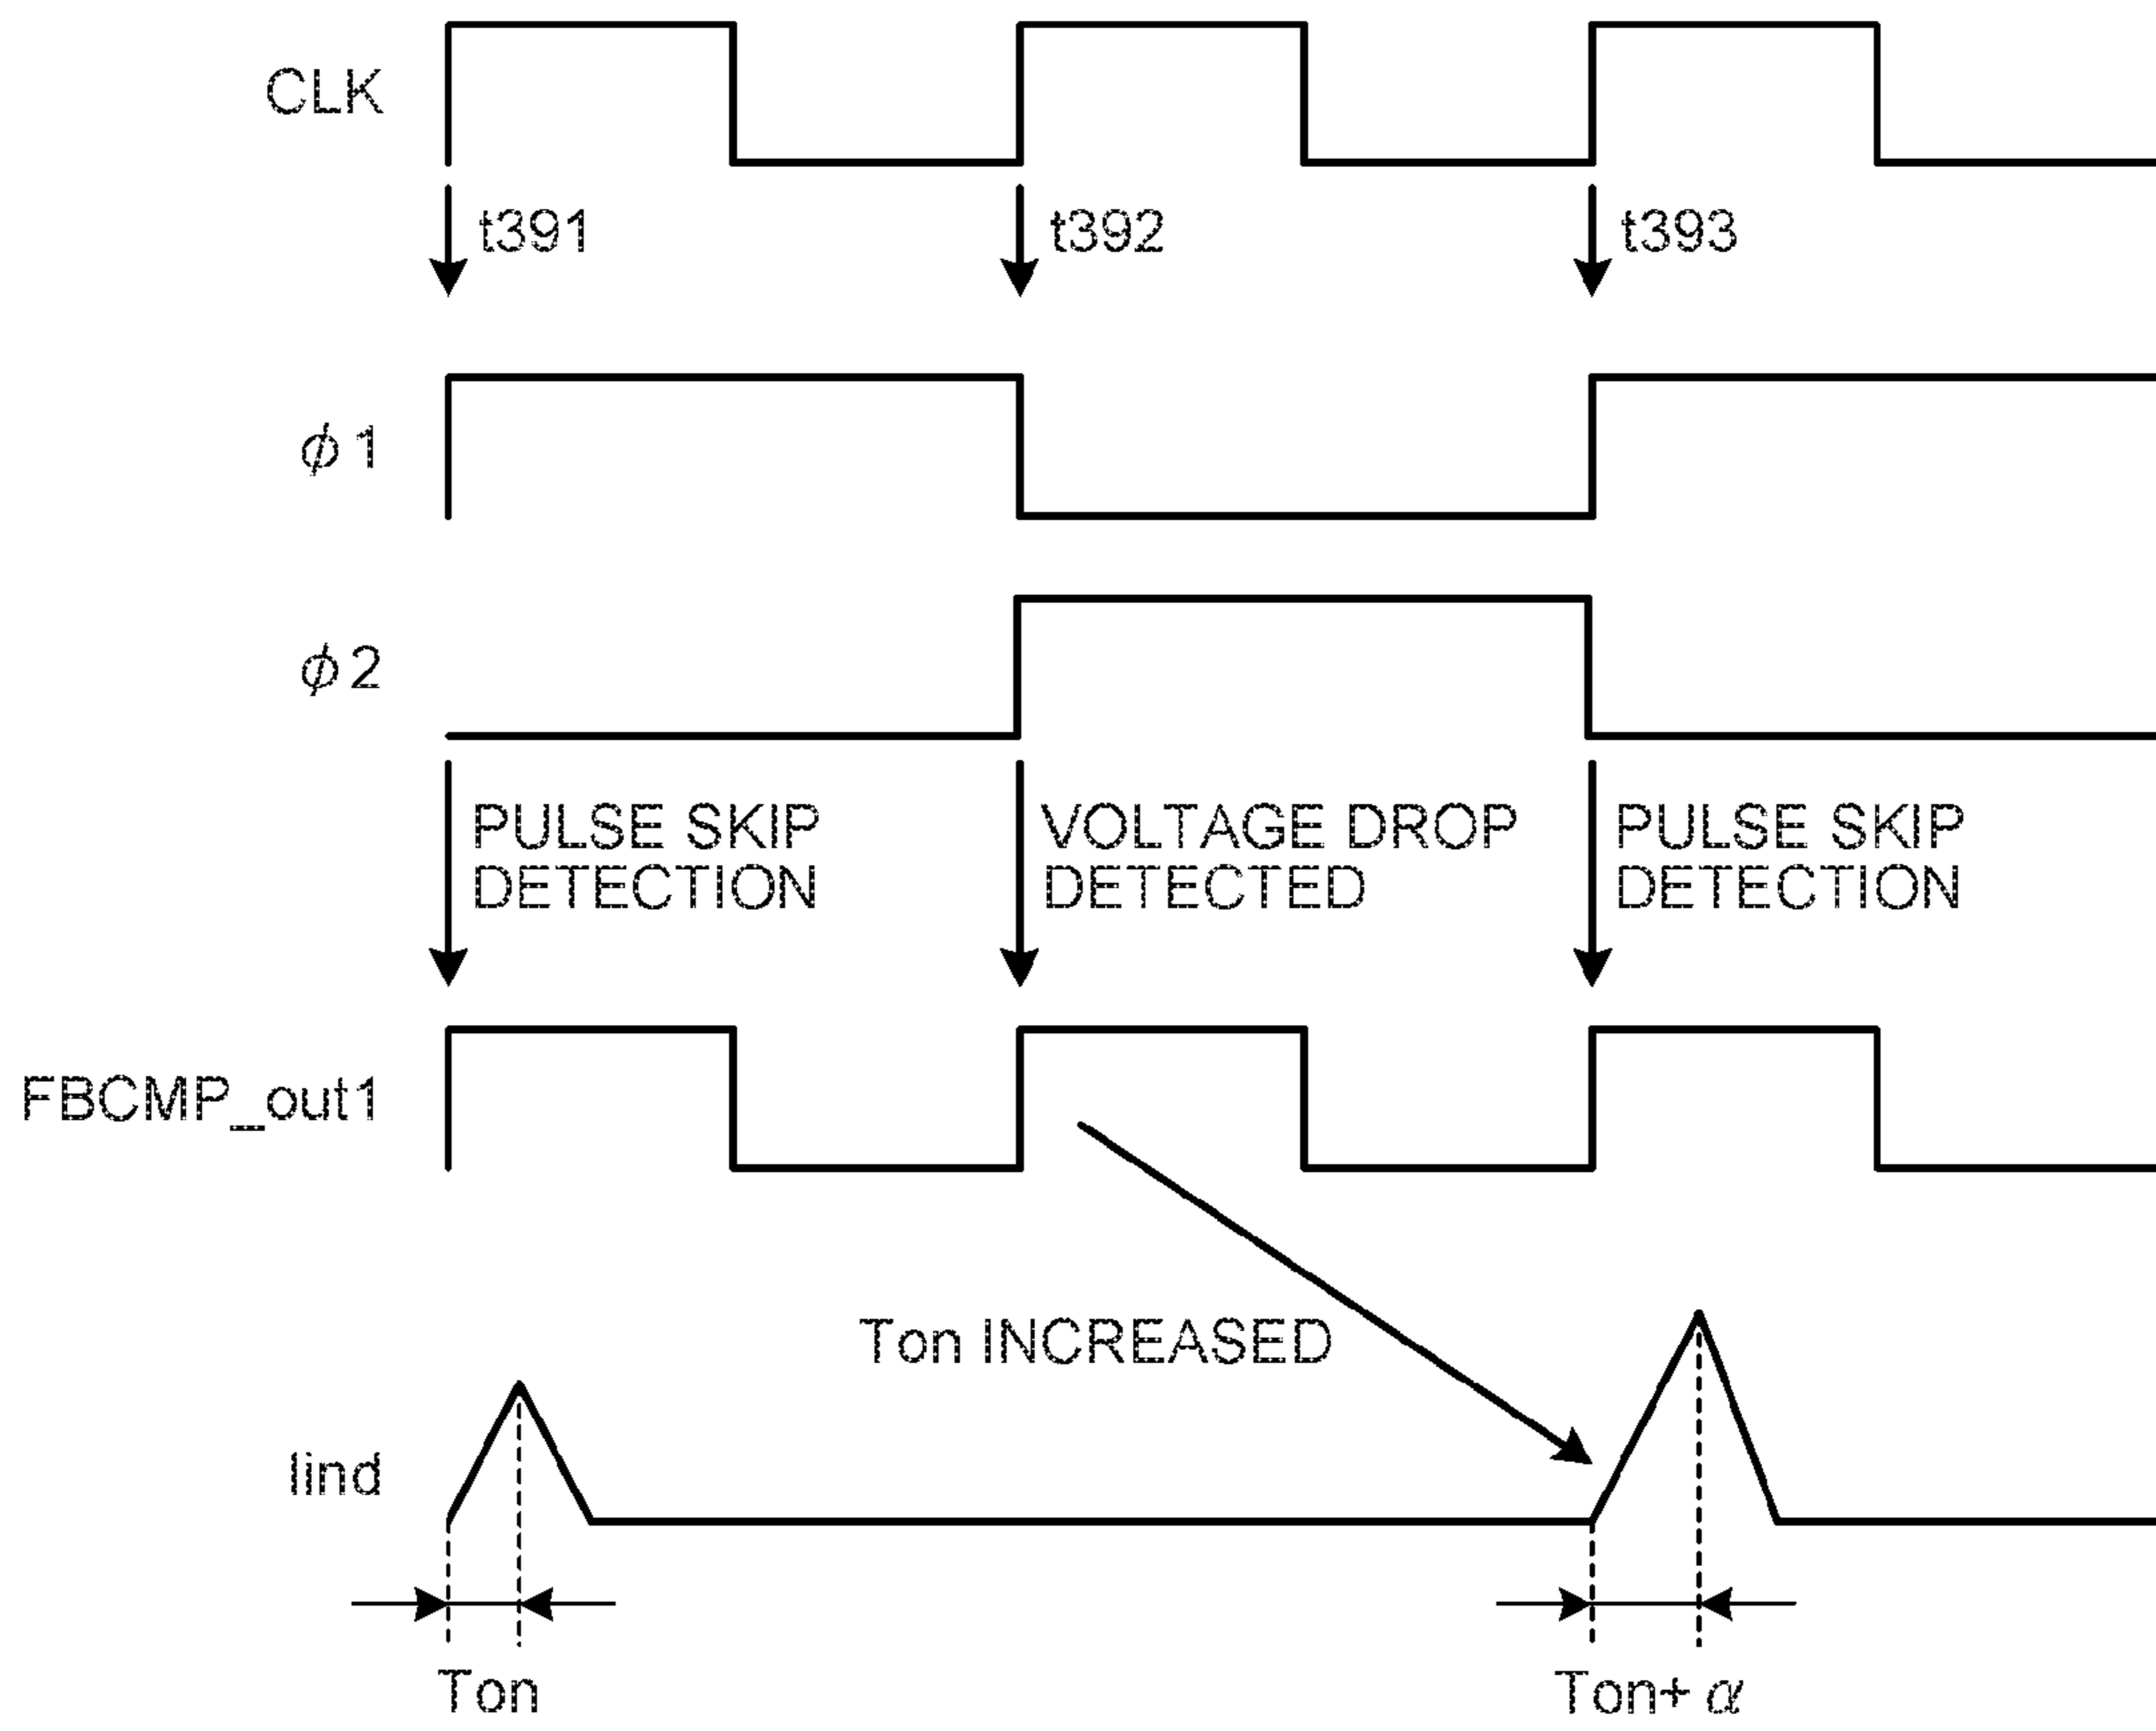 CLK
t391
t392
t393
ϕ1
ϕ2
PULSE SKIP
DETECTION
VOLTAGE DROP
DETECTED
PULSE SKIP
DETECTION
FBCMP_out1
Ton INCREASED
Iind
Ton
Ton+ α